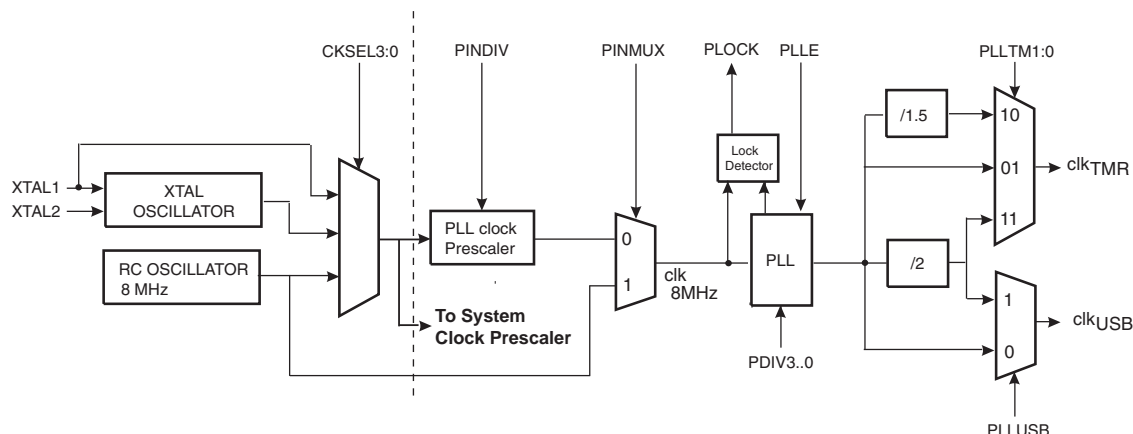 CKSEL3:0
PINDIV
PINMUX
PLOCK
PLLE
PLLTM1:0
/1.5
10
Lock
Detector
01
clkTMR
XTAL1
XTAL2
XTAL
OSCILLATOR
11
PLL clock
Prescaler
0
PLL
/2
RC OSCILLATOR
8 MHz
1
clk
8MHz
1
clkUSB
To System
Clock Prescaler
0
PDIV3..0
PLLUSB